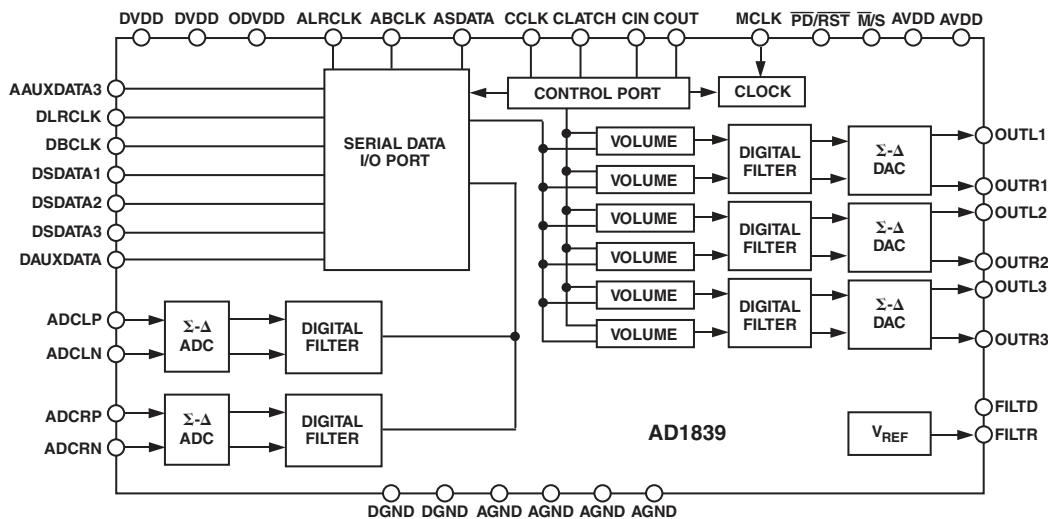 DVDD DVDD ODVDD ALRCLK ABCLK ASDATA CCLK CLATCH CIN COUT MCLK PD/RST M/S AVDD AVDD
AAUXDATA3
DLRCLK
DBCLK
DSDATA1
DSDATA2
DSDATA3
DAUXDATA
ADCLP
ADCLN
ADCRP
ADCRN
SERIAL DATA
I/O PORT
CONTROL PORT
CLOCK
VOLUME
VOLUME
VOLUME
VOLUME
VOLUME
VOLUME
DIGITAL
FILTER
DIGITAL
FILTER
DIGITAL
FILTER
Σ-Δ
DAC
Σ-Δ
DAC
Σ-Δ
DAC
OUTL1
OUTR1
OUTL2
OUTR2
OUTL3
OUTR3
Σ-Δ
ADC
DIGITAL
FILTER
Σ-Δ
ADC
DIGITAL
FILTER
AD1839
VREF
FILTD
FILTR
DGND DGND AGND AGND AGND AGND